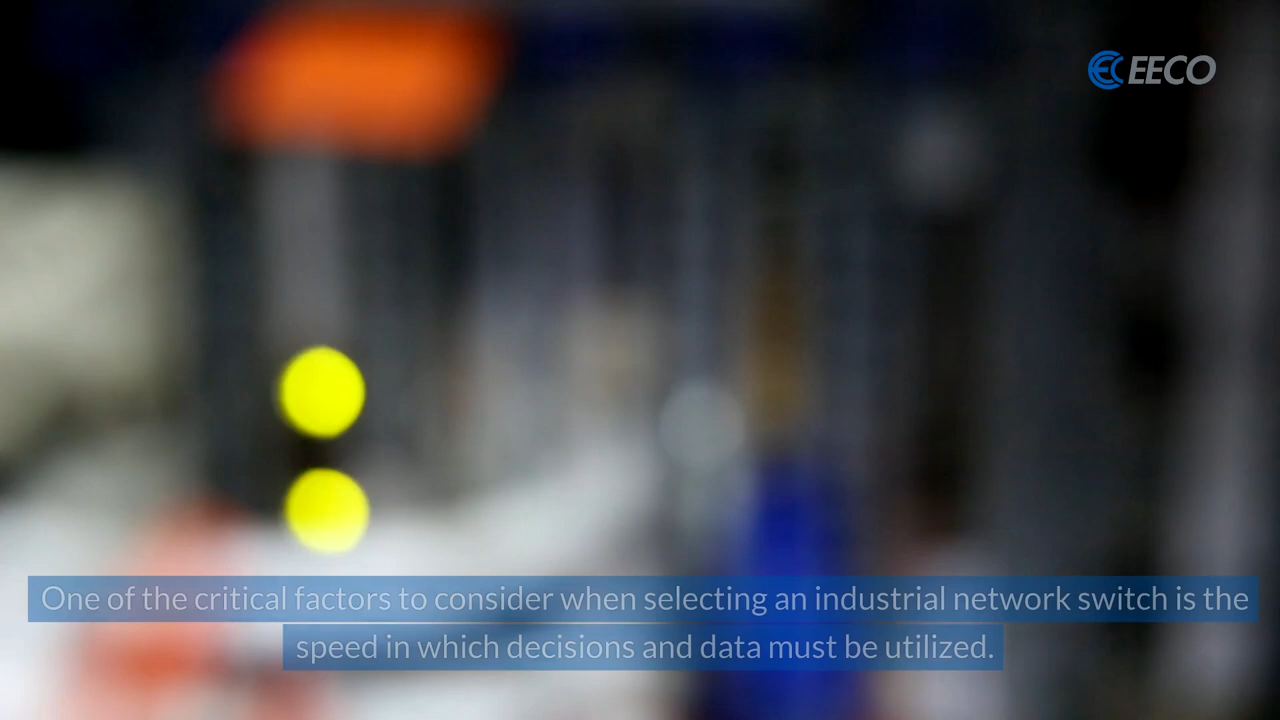 EECO
One of the critical factors to consider when selecting an industrial network switch is the
speed in which decisions and data must be utilized.